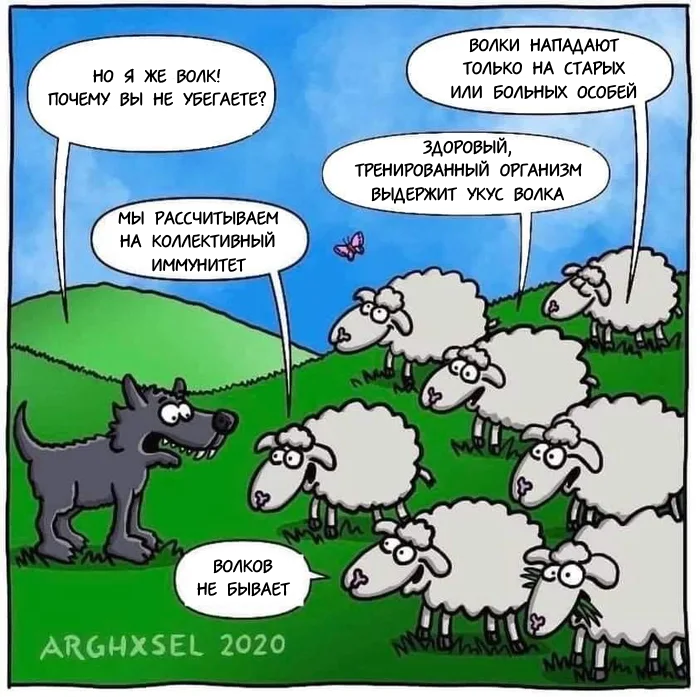 НО Я ЖЕ ВОЛК!
ПОЧЕМУ ВЫ НЕ УБЕГАЕТЕ?
ВОЛКИ НАПАДАЮТ
ТОЛЬКО НА СТАРЫХ
ИЛИ БОЛЬНЫХ ОСОБЕЙ
ЗДОРОВЫЙ,
ТРЕНИРОВАННЫЙ ОРГАНИЗМ
ВЫДЕРЖИТ УКУС ВОЛКА
МЫ РАССЧИТЫВАЕМ
НА КОЛЛЕКТИВНЫЙ
ИММУНИТЕТ
ВОЛКОВ
НЕ БЫВАЕТ
ARGHXSEL 2020